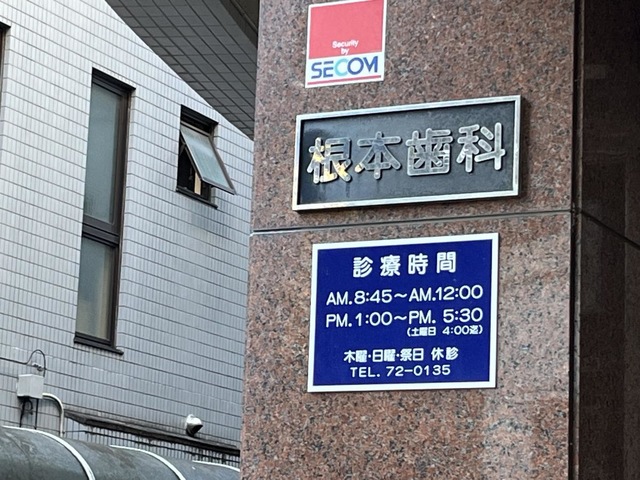 Security
by
SECOM
根本歯科
診療時間
AM.8:45〜AM.12:00
PM.1:00〜PM. 5:30
(土曜日 4:00迄)
木曜・日曜・祭日 休診
TEL. 72-0135